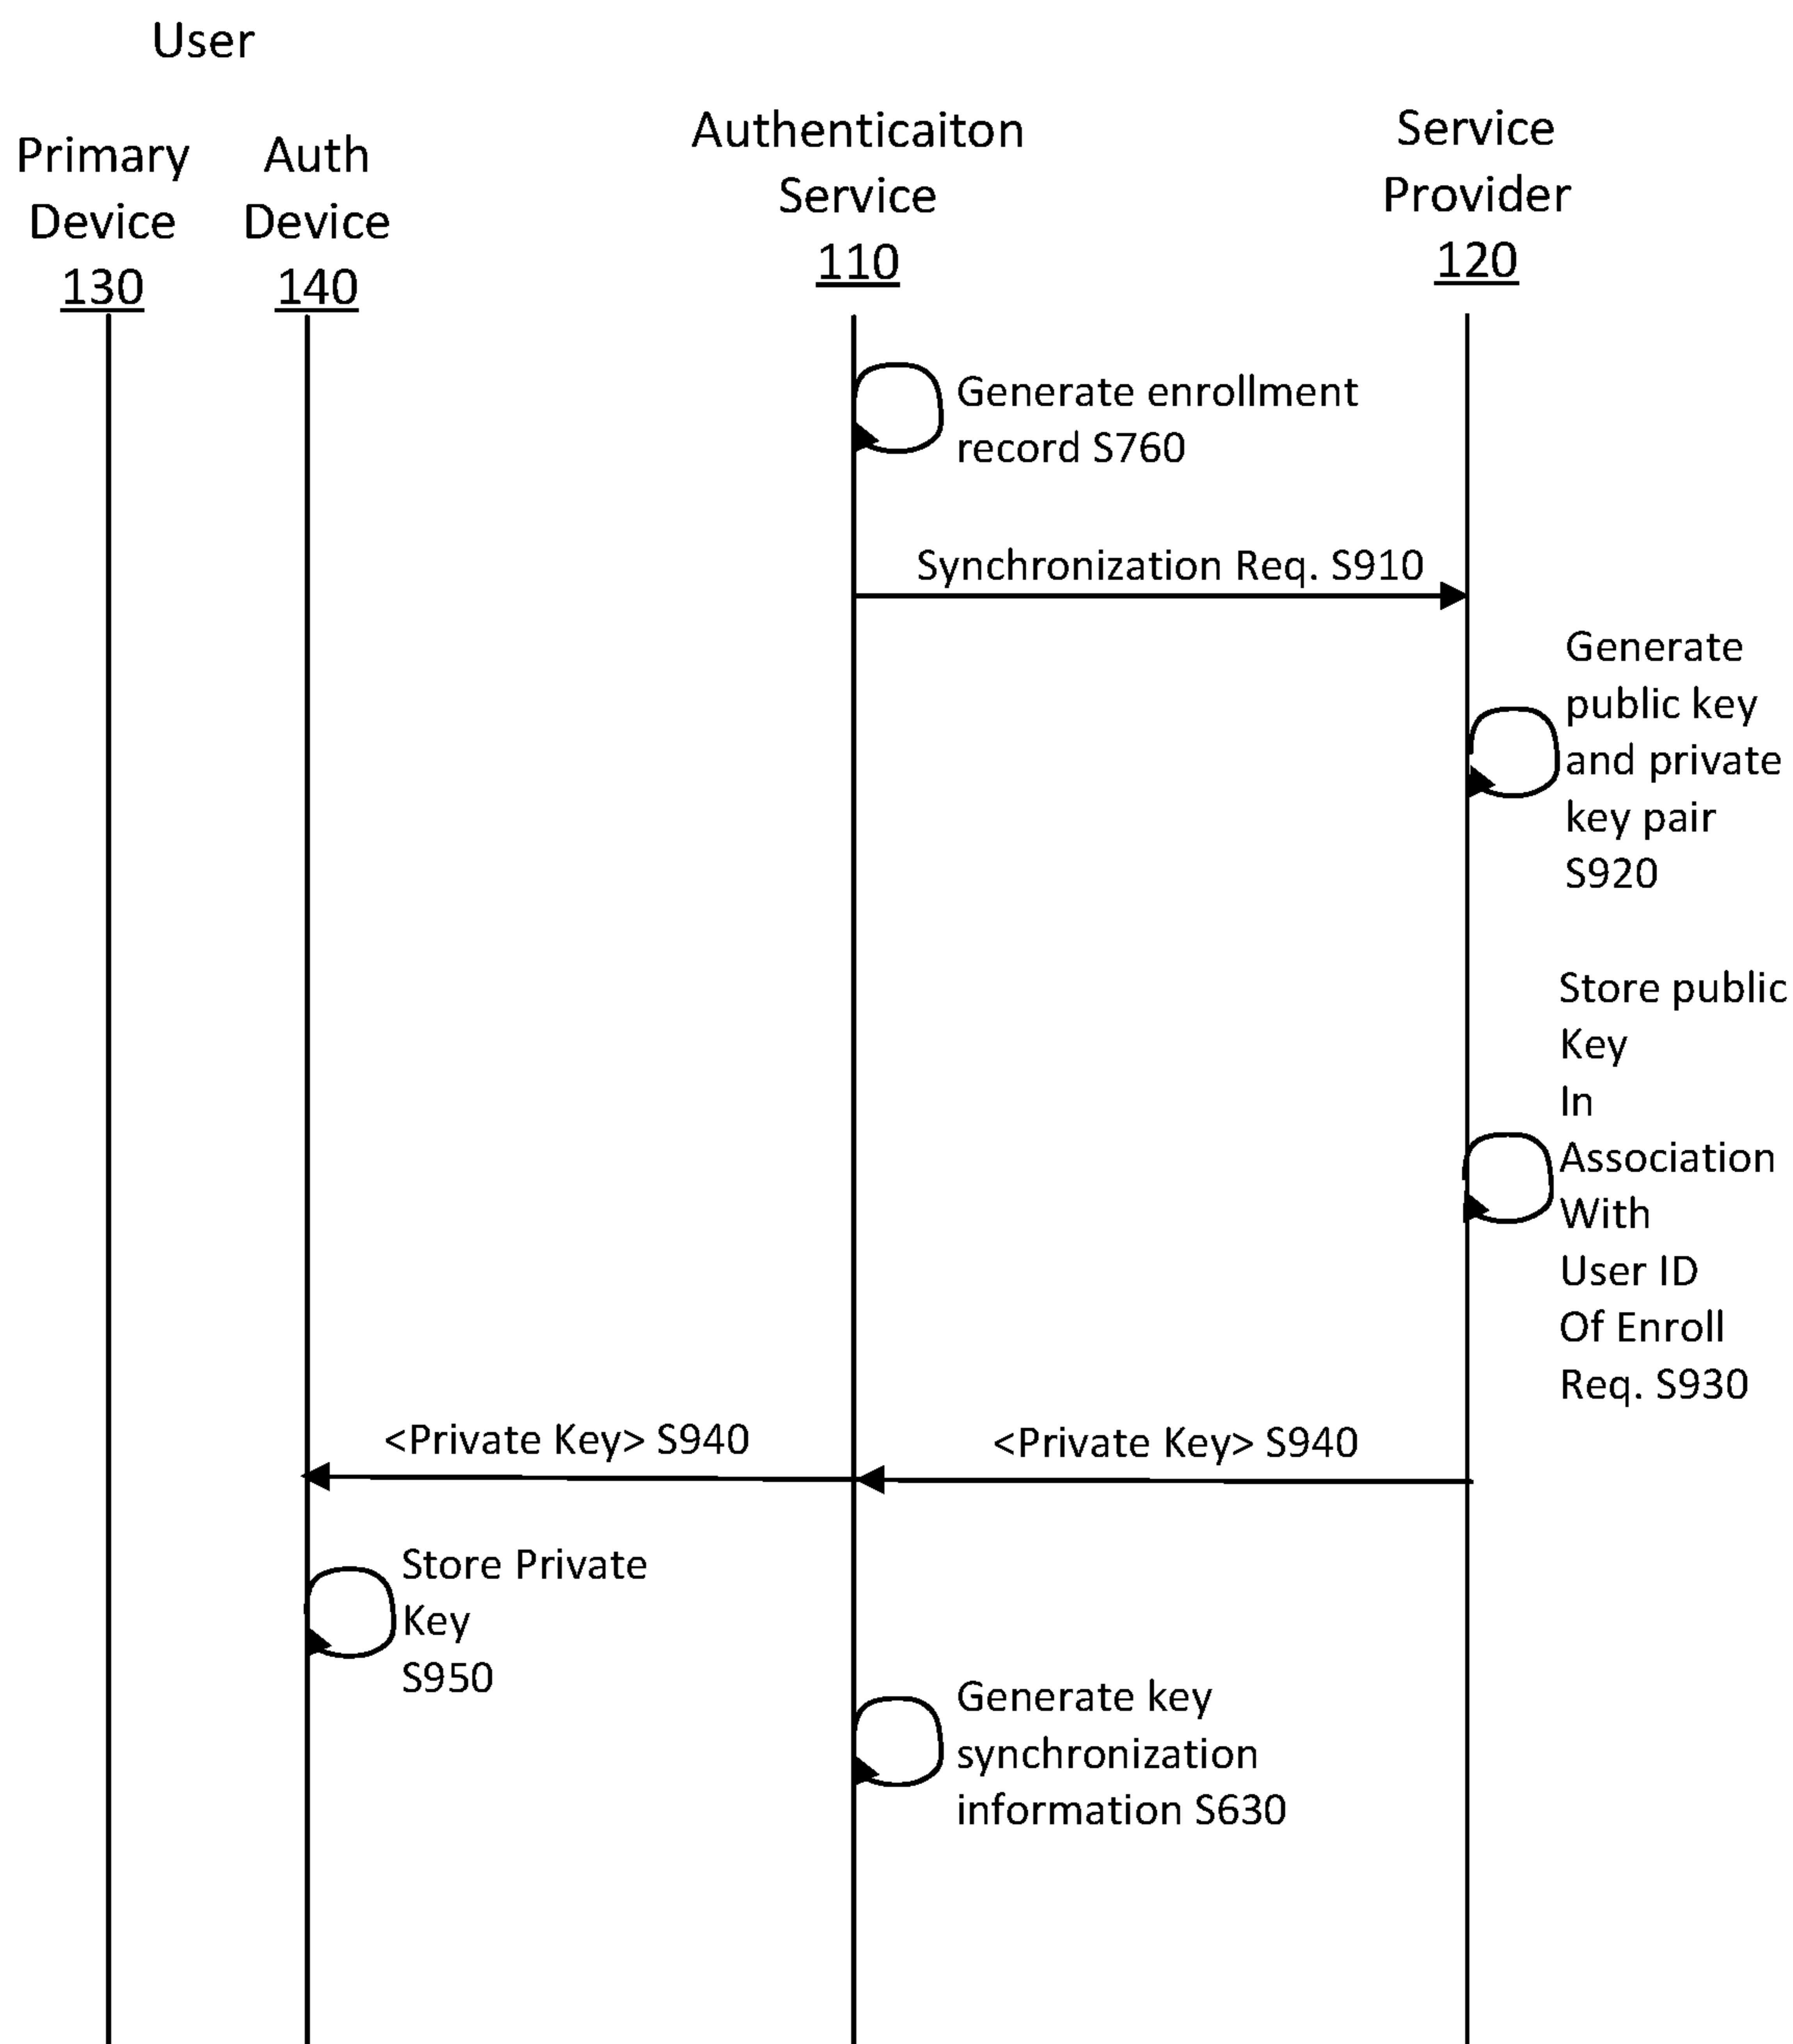 User
Primary
Device
130
Auth
Device
140
Authenticaiton
Service
110
Service
Provider
120
Generate enrollment
record S760
Synchronization Req. S910
Generate
public key
and private
key pair
S920
Store public
Key
In
Association
With
User ID
Of Enroll
Req. S930
<Private Key> S940
<Private Key> S940
Store Private
Key
S950
Generate key
synchronization
information S630